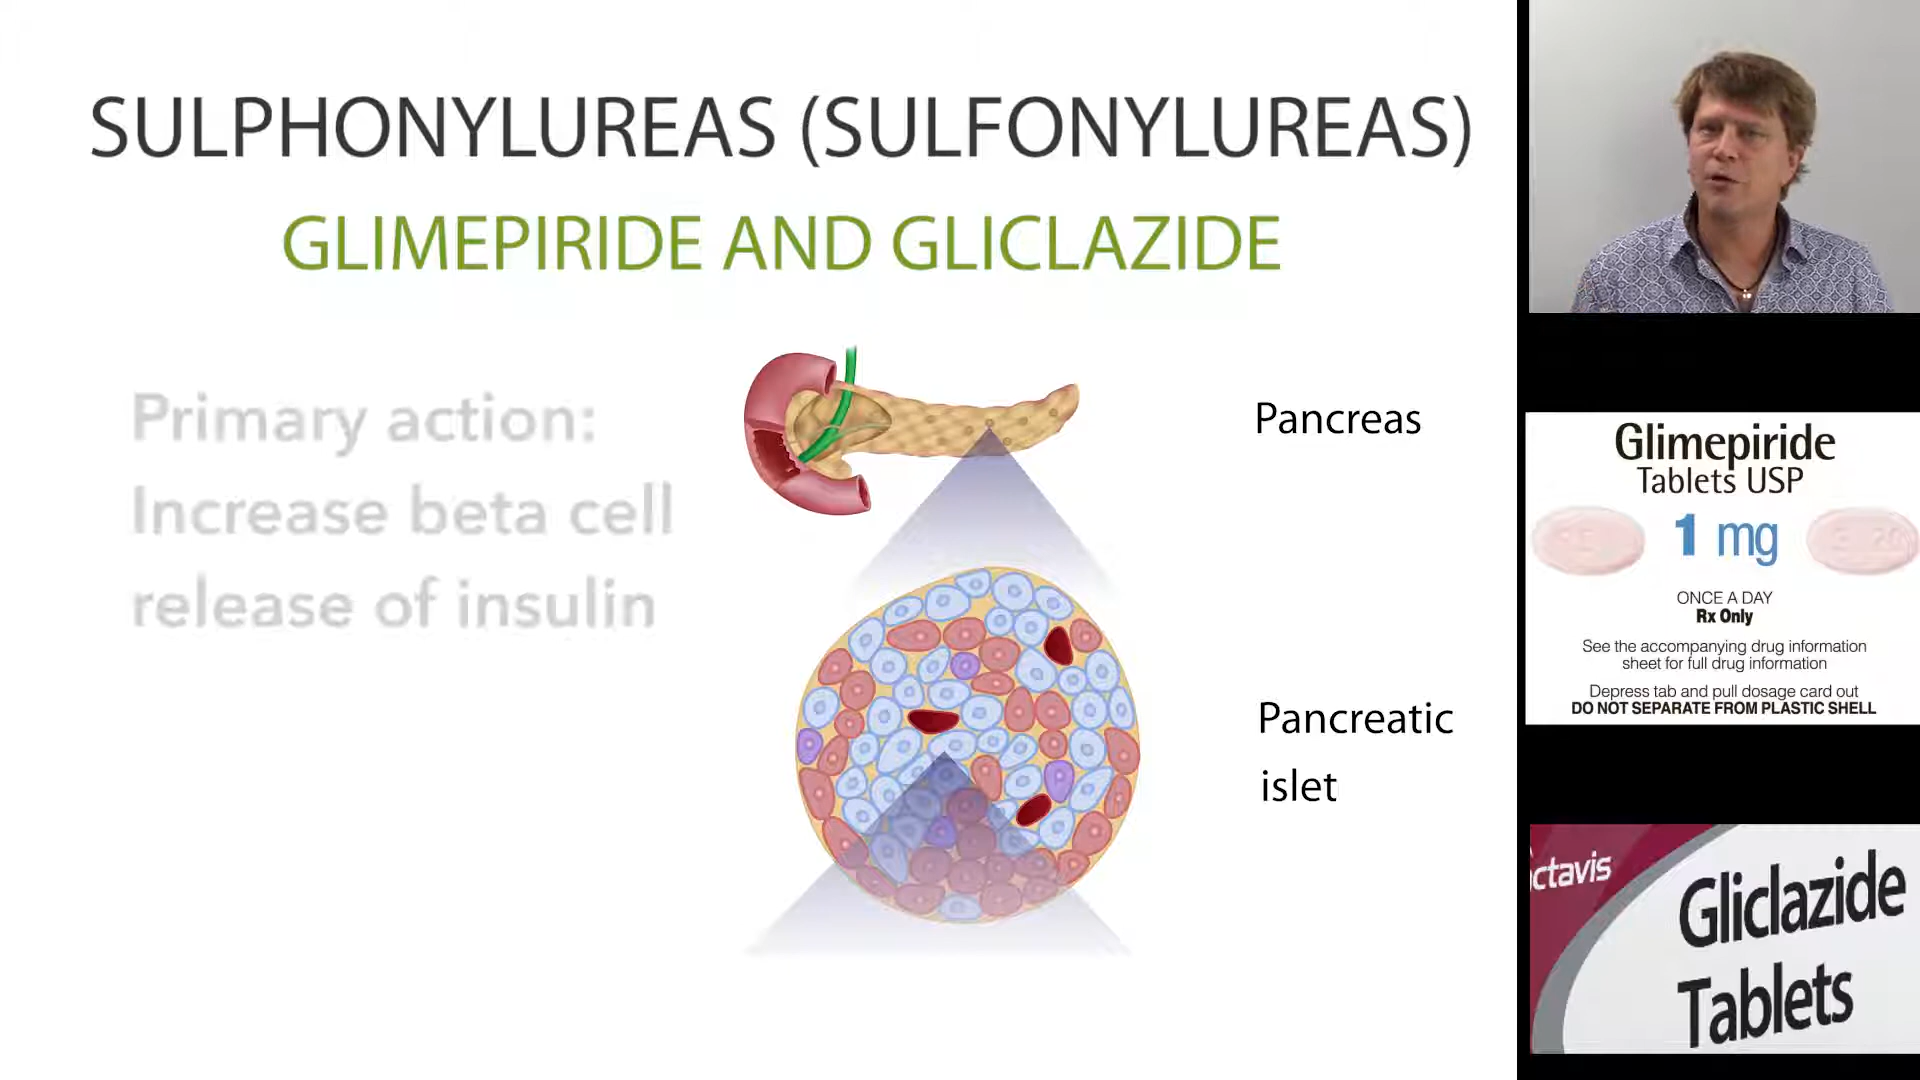 SULPHONYLUREAS (SULFONYLUREAS)
GLIMEPIRIDE AND GLICLAZIDE
Primary action:
Increase beta cell
release of insulin
Pancreas
Pancreatic
islet
Glimepiride
Tablets USP
1 mg
ONCE A DAY
Rx Only
See the accompanying drug information
sheet for full drug information
Depress tab and pull dosage card out
DO NOT SEPARATE FROM PLASTIC SHELL
ctavis
Gliclazide
Tablets